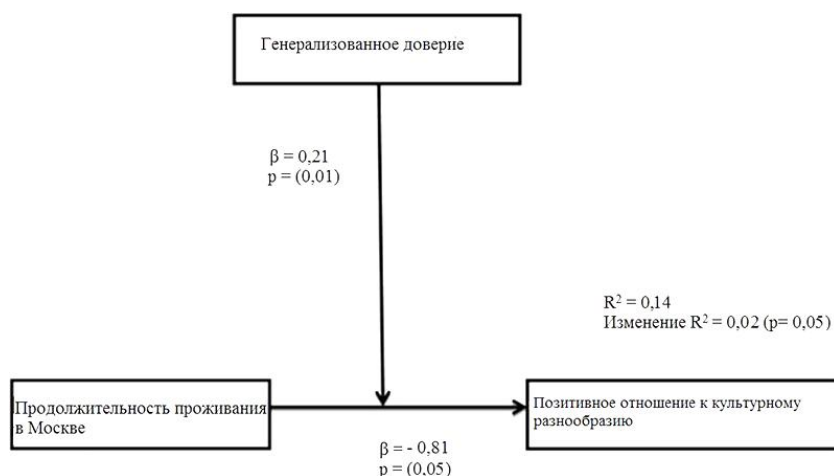 Генерализованное доверие
β = 0,21
p = (0,01)
R² = 0,14
Изменение R² = 0,02 (p= 0,05)
Продолжительность проживания
в Москве
Позитивное отношение к культурному
разнообразию
β = - 0,81
p = (0,05)